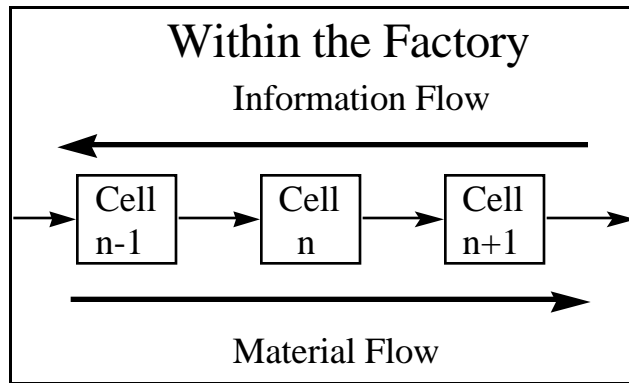 Within the Factory
Information Flow
Cell
n-1
Cell
n
Cell
n+1
Material Flow